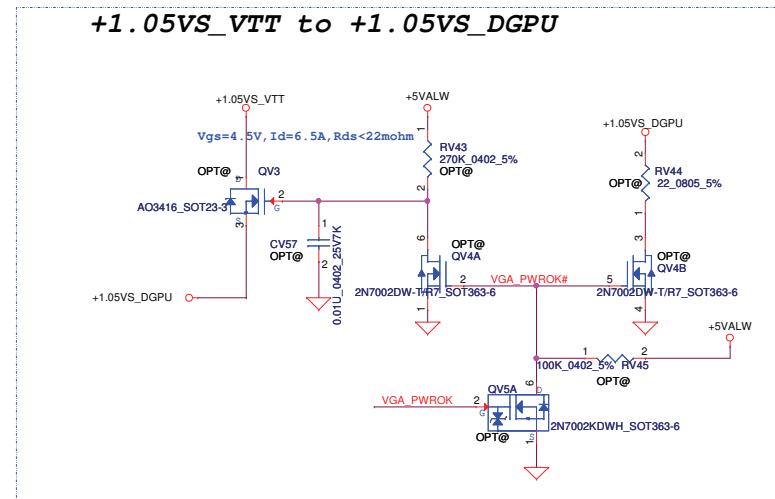 +1.05VS_VTT to +1.05VS_DGPU
+1.05VS_VTT
+5VALW
+1.05VS_DGPU
Vgs=4.5V,Id=6.5A,Rds<22mohm
1
RV43
270K_0402_5%
OPT@
2
2
RV44
22_0805_5%
OPT@
1
OPT@
QV3
1
D
2
G
AO3416_SOT23-3
S
3
1
CV57
OPT@
2
0.01U_0402_25V7K
6
OPT@
QV4A
2
1
2N7002DW-T/R7_SOT363-6
VGA_PWROK#
3
OPT@
QV4B
5
4
2N7002DW-T/R7_SOT363-6
+1.05VS_DGPU
+5VALW
1
2
100K_0402_5%
RV45
OPT@
QV5A
6
D
VGA_PWROK
2
G
2N7002KDWH_SOT363-6
OPT@
S
1